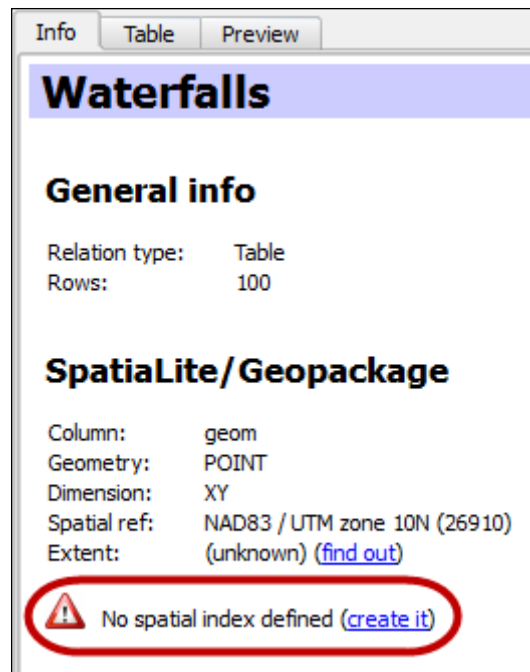 Info Table Preview
Waterfalls
General info
Relation type: Table
Rows: 100
SpatiaLite/Geopackage
Column: geom
Geometry: POINT
Dimension: XY
Spatial ref: NAD83 / UTM zone 10N (26910)
Extent: (unknown) (find out)
No spatial index defined (create it)